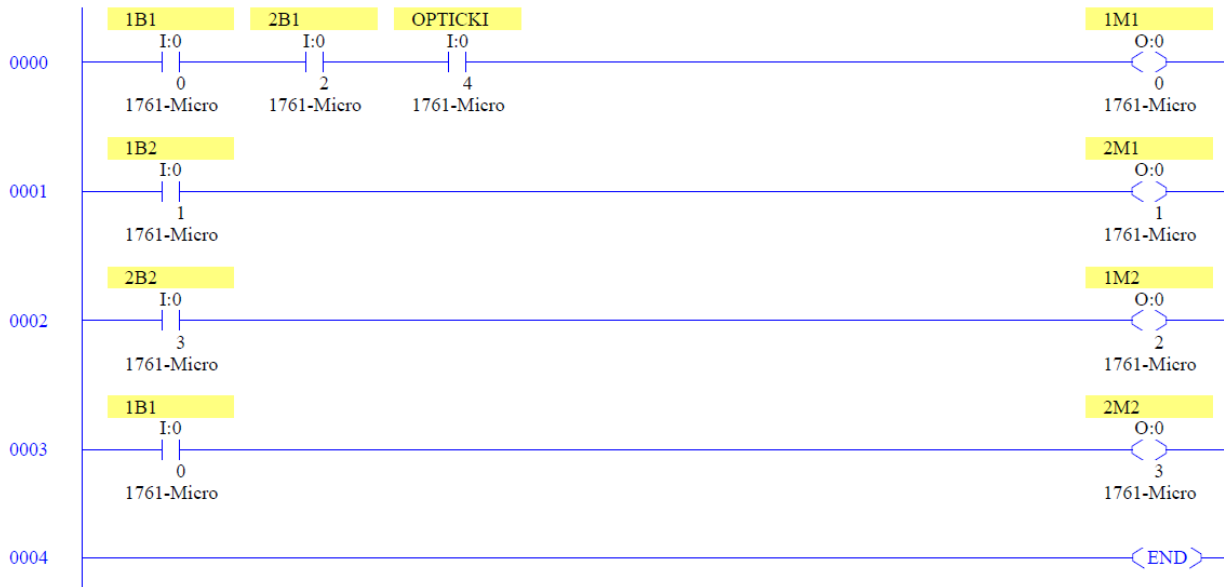 1B1 2B1 OPTICKI 1M1
I:0 I:0 I:0 O:0
0000
0 2 4 0
1761-Micro 1761-Micro 1761-Micro 1761-Micro
1B2 2M1
I:0 O:0
0001
1 1
1761-Micro 1761-Micro
2B2 1M2
I:0 O:0
0002
3 2
1761-Micro 1761-Micro
1B1 2M2
I:0 O:0
0003
0 3
1761-Micro 1761-Micro
0004 END